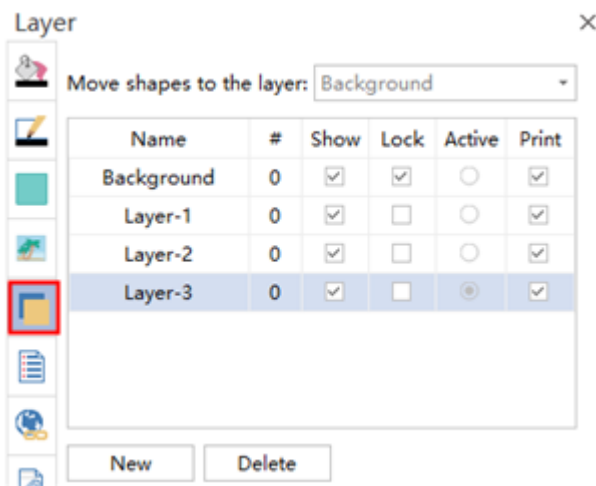 Layer
Move shapes to the layer: Background
Name # Show Lock Active Print
Background 0
Layer-1 0
Layer-2 0
Layer-3 0
New Delete